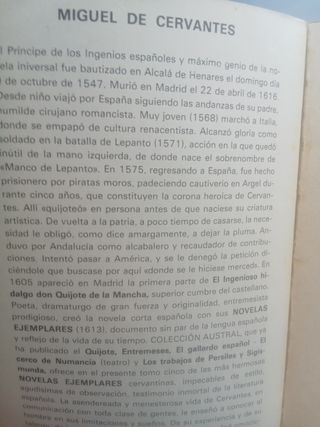 MIGUEL DE CERVANTES
el Príncipe de los Ingenios españoles y máximo genio de la no-
ela iniversal fue bautizado en Alcalá de Henares el domingo día
de octubre de 1547. Murió en Madrid el 22 de abril de 1616.
Desde niño viajó por España siguiendo las andanzas de su padre,
humilde cirujano romancista. Muy joven (1568) marchó a Italia,
donde se empapó de cultura renacentista. Alcanzó gloria como
soldado en la batalla de Lepanto (1571), acción en la que quedó
inútil de la mano izquierda, de donde nace el sobrenombre de
«Manco de Lepanto». En 1575, regresando a España, fue hecho
prisionero por piratas moros, padeciendo cautiverio en Argel du-
rante cinco años, que constituyen la corona heroica de Cervan-
tes. Allí «quijoteó» en persona antes de que naciese su criatura
artística. De vuelta a la patria, a poco tiempo de casarse, la nece-
sidad le obligó, como dice amargamente, a dejar la pluma. An-
duvo por Andalucía como alcabalero y recaudador de contribu-
ciones. Intentó pasar a América, y se le denegó la petición di-
ciéndole que buscase por aquí «donde se le hiciese merced». En
1605 apareció en Madrid la primera parte de El Ingenioso hi-
dalgo don Quijote de la Mancha, superior cumbre del castellano.
Poeta, dramaturgo de gran fuerza y originalidad, entremesista
prodigioso, creó la novela corta española con sus NOVELAS
EJEMPLARES (1613), documento sin par de la lengua española
y reflejo de la vida de su tiempo. COLECCIÓN AUSTRAL, que ya
ha publicado el Quijote, Entremeses, El gallardo español - El
cerco de Numancia (teatro) y Los trabajos de Persiles y Sigis-
munda, ofrece en el presente tomo cinco de las más hermosas
NOVELAS EJEMPLARES cervantinas, impecables de estilo,
agudísimas de observación, testimonio inmortal de la literatura
española. La asendereada y menesterosa vida de Cervantes, en
comunicación con toda clase de gentes, le enseñó a conocer al
hombre en sus limitaciones y sueños. De su experiencia y de su